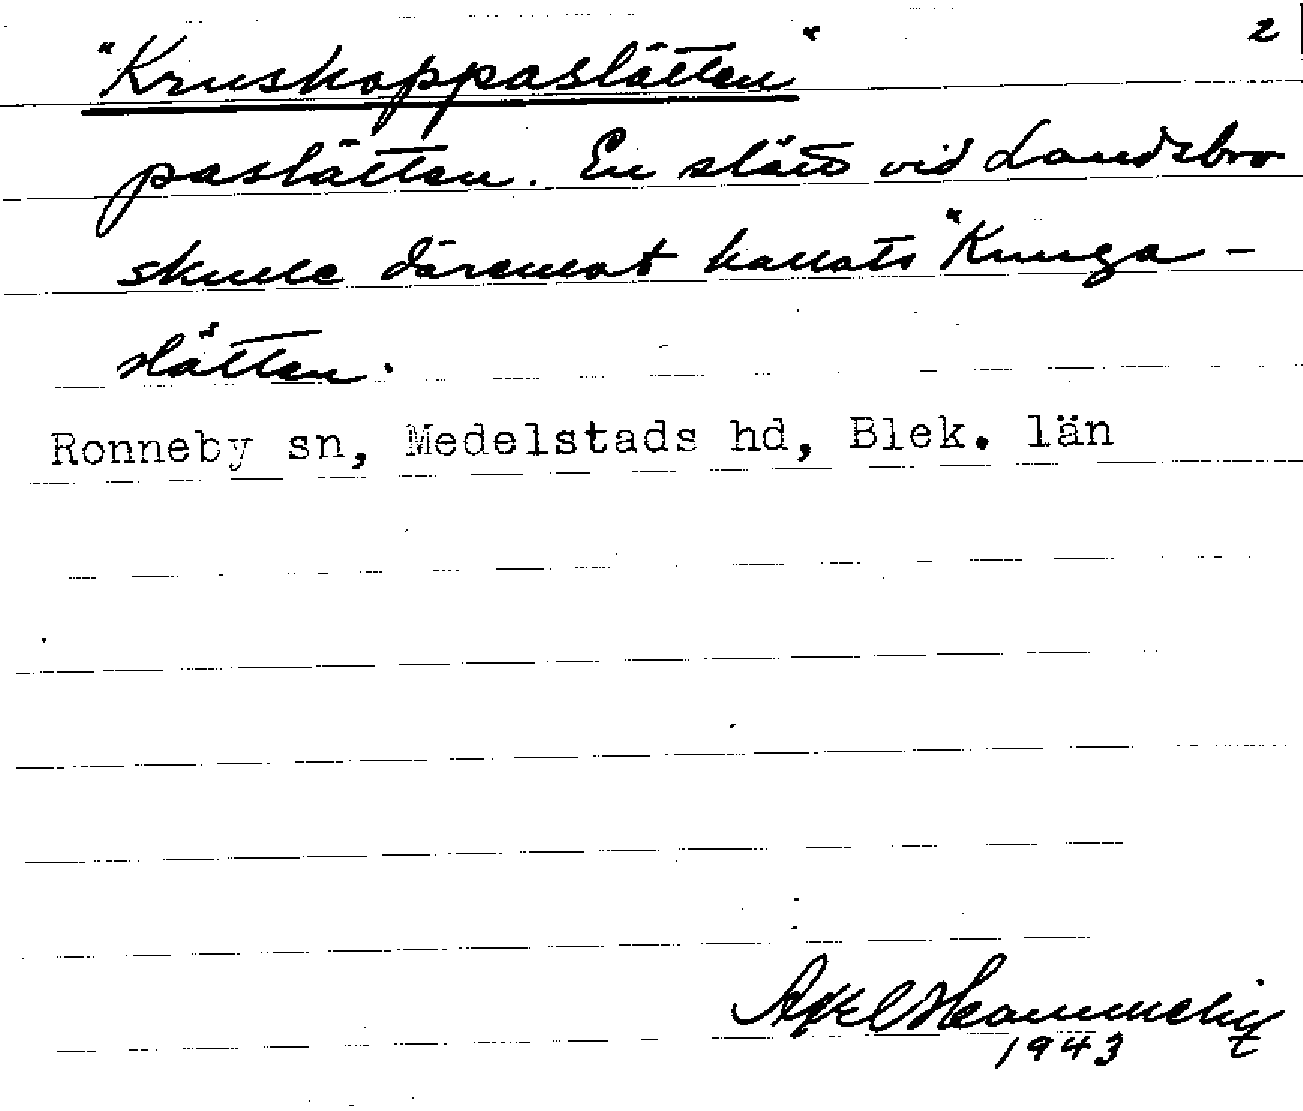 2
"Kruskoppaslätten"
paslätten. En slätt vid Landsbro
skulle däremot kallats "Kunga-
slätten.
Ronneby sn, Medelstads hd, Blek. län
Axel
1943